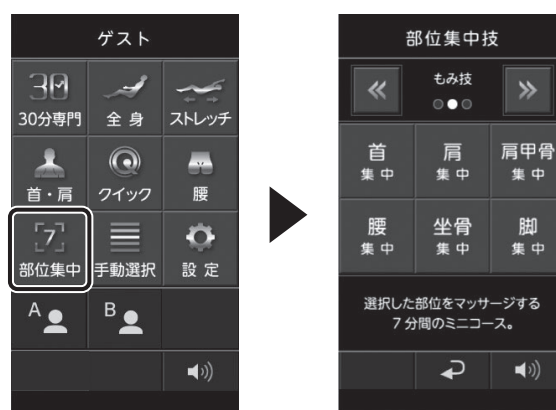 ゲスト
30
30分専門 全身 ストレッチ
首・肩 クイック 腰
7
部位集中 手動選択 設定
A B
部位集中技
もみ技
首 肩 肩甲骨
集中 集中 集中
腰 坐骨 脚
集中 集中 集中
選択した部位をマッサージする
7分間のミニコース。